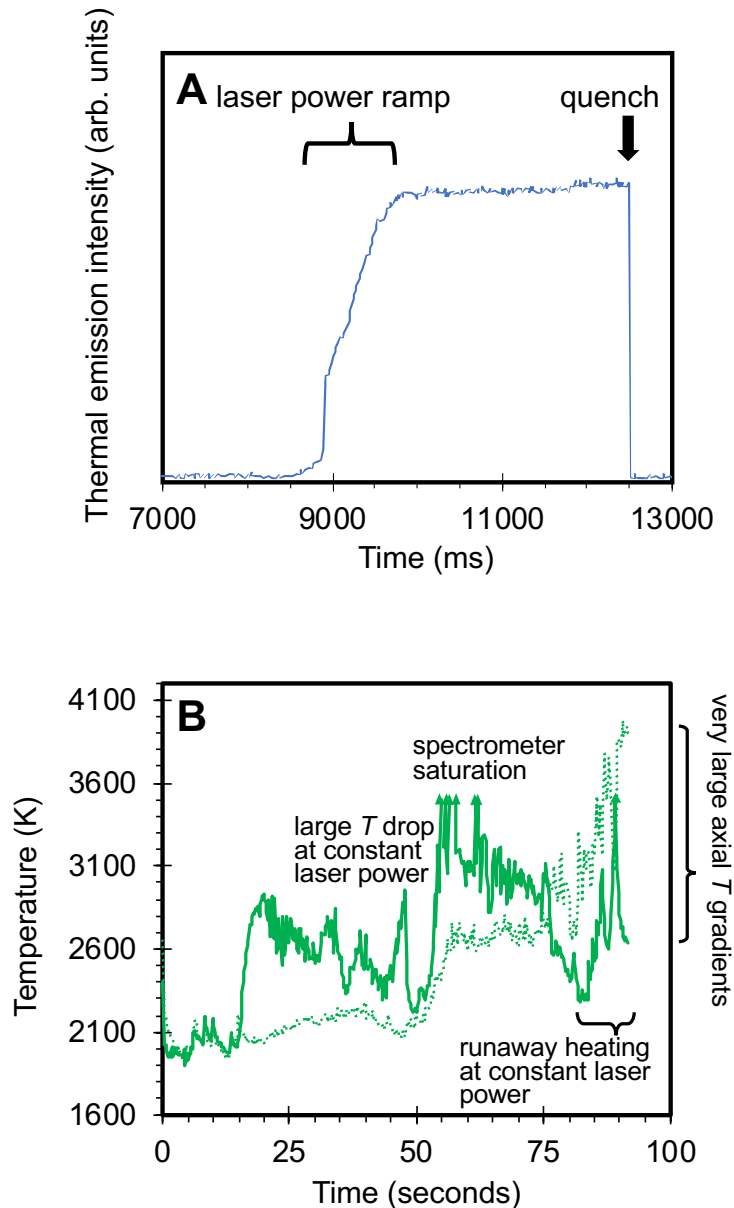 A
laser power ramp
quench
Thermal emission intensity (arb. units)
7000
9000
11000
13000
Time (ms)
B
4100
3600
3100
2600
2100
1600
Temperature (K)
spectrometer
saturation
large T drop
at constant
laser power
very large axial T gradients
runaway heating
at constant laser
power
0
25
50
75
100
Time (seconds)